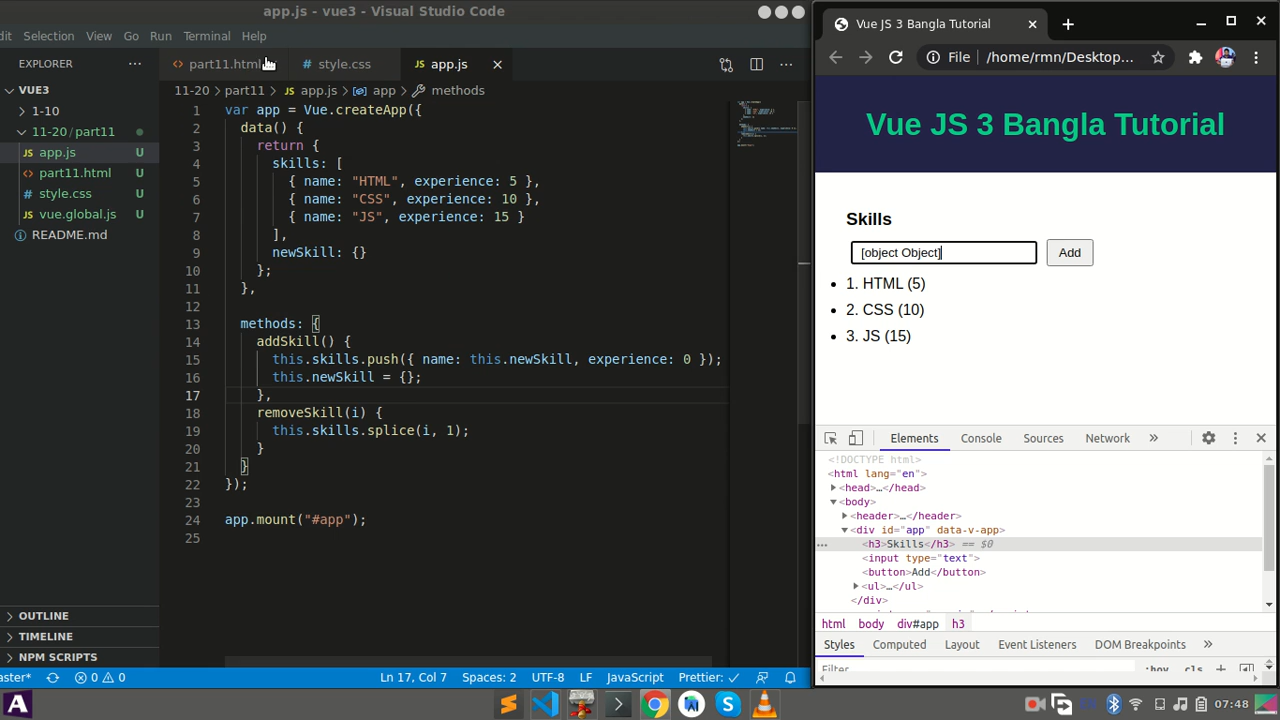 app.js - vue3 - Visual Studio Code
dit Selection View Go Run Terminal Help
EXPLORER
VUE3
1-10
11-20 / part11
JS app.js U
<> part11.html U
# style.css U
JS vue.global.js U
README.md
OUTLINE
TIMELINE
NPM SCRIPTS
<> part11.html # style.css JS app.js
11-20 > part11 > JS app.js > app > methods
1 var app = Vue.createApp({
2 data() {
3 return {
4 skills: [
5 { name: "HTML", experience: 5 },
6 { name: "CSS", experience: 10 },
7 { name: "JS", experience: 15 }
8 ],
9 newSkill: {}
10 };
11 },
12
13 methods: {
14 addSkill() {
15 this.skills.push({ name: this.newSkill, experience: 0 });
16 this.newSkill = {};
17 },
18 removeSkill(i) {
19 this.skills.splice(i, 1);
20 }
21 }
22 });
23
24 app.mount("#app");
25
aster* 0 0 Ln 17, Col 7 Spaces: 2 UTF-8 LF JavaScript Prettier: ✓
Vue JS 3 Bangla Tutorial
File /home/rmn/Desktop...
Vue JS 3 Bangla Tutorial
Skills
[object Object] Add
1. HTML (5)
2. CSS (10)
3. JS (15)
Elements Console Sources Network »
<!DOCTYPE html>
<html lang="en">
<head>…</head>
<body>
<header>…</header>
<div id="app" data-v-app>
<h3>Skills</h3> == $0
<input type="text">
<button>Add</button>
<ul>…</ul>
</div>
html body div#app h3
Styles Computed Layout Event Listeners DOM Breakpoints »
Filter :hov .cls +
07:48